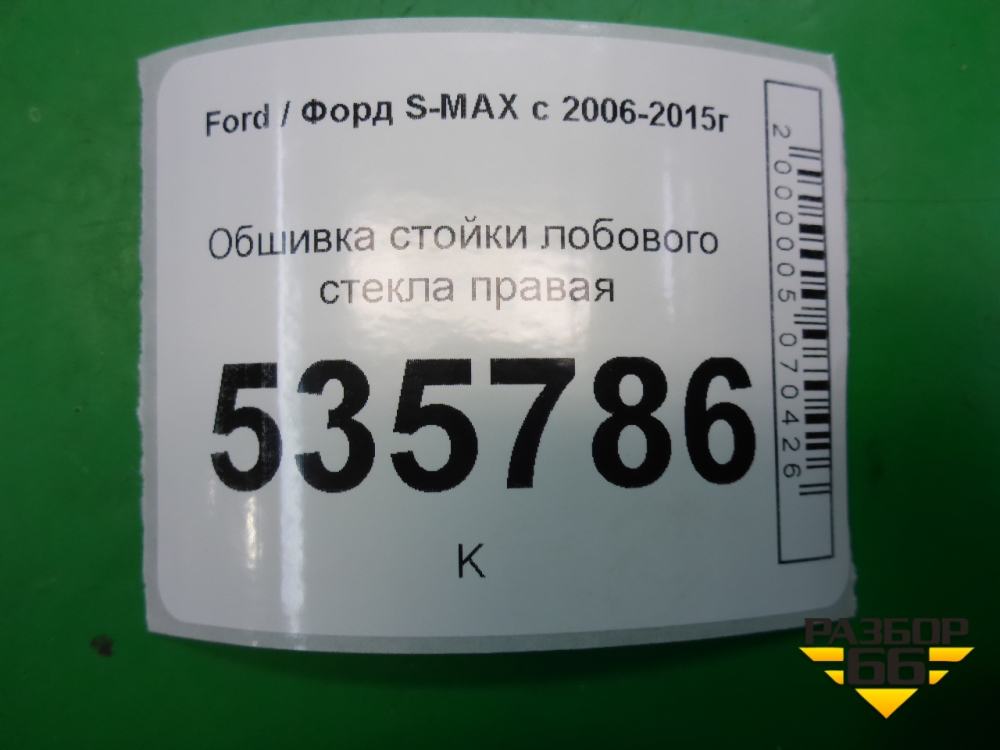 Ford / Форд S-MAX с 2006-2015г
Обшивка стойки лобового
стекла правая
535786
К
2000005070426
РАЗБОР
66